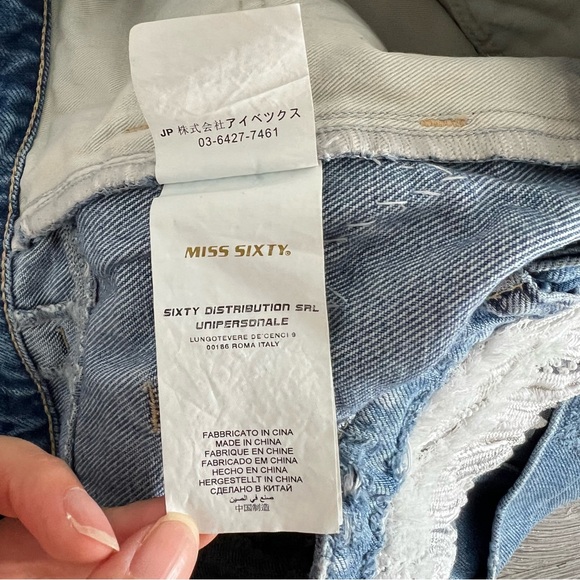 JP 株式会社アイベックス
03-6427-7461
MISS SIXTY®
SIXTY DISTRIBUTION SRL
UNIPERSONALE
LUNGOTEVERE DE'CENCI 9
00186 ROMA ITALY
FABBRICATO IN CINA
MADE IN CHINA
FABRIQUE EN CHINE
FABRICADO EM CHINA
HECHO EN CHINA
HERGESTELLT IN CHINA
СДЕЛАНО В КИТАЙ
صنع في الصين
中国制造